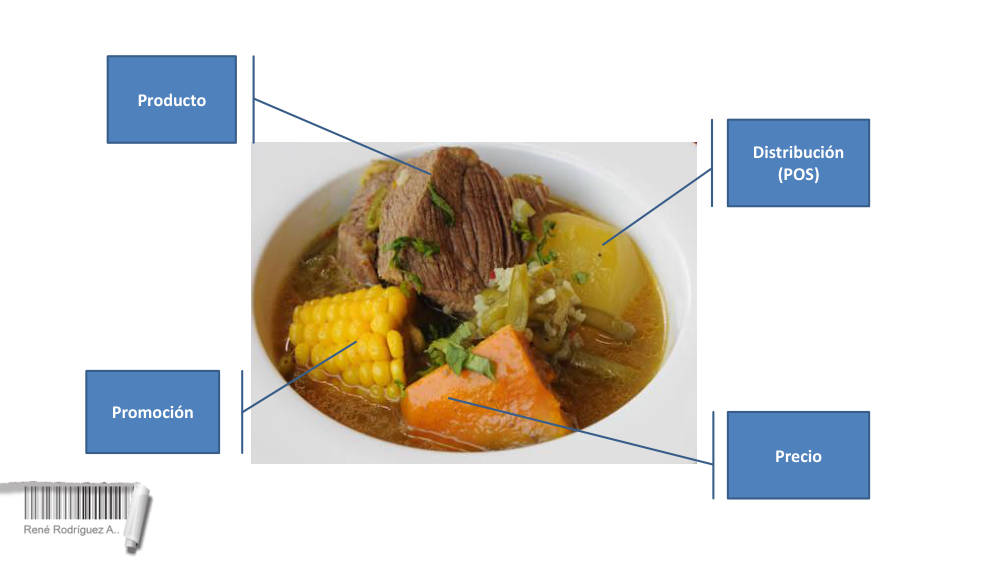 Producto
Distribución
(POS)
Promoción
Precio
René Rodríguez A..